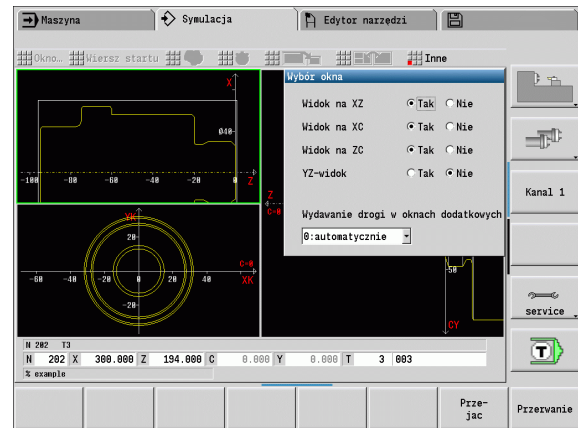 Maszyna Symulacja Edytor narzędzi
Okno… Wiersz startu Inne
Wybór okna
Widok na XZ Tak Nie
Widok na XC Tak Nie
Widok na ZC Tak Nie
YZ-widok Tak Nie
Wydawanie drogi w oknach dodatkowych
0:automatycznie
X
Ø40
-100 -80 -60 -40 -20 0 Z
Z
C+0
YK
20
C+0
-60 -40 0 20 40 XK
-20
-50
CY
Kanal 1
service
T
N 202 T3
N 202 X 300.000 Z 194.000 C 0.000 Y 0.000 T 3 003
% example
Prze-
jac
Przerwanie